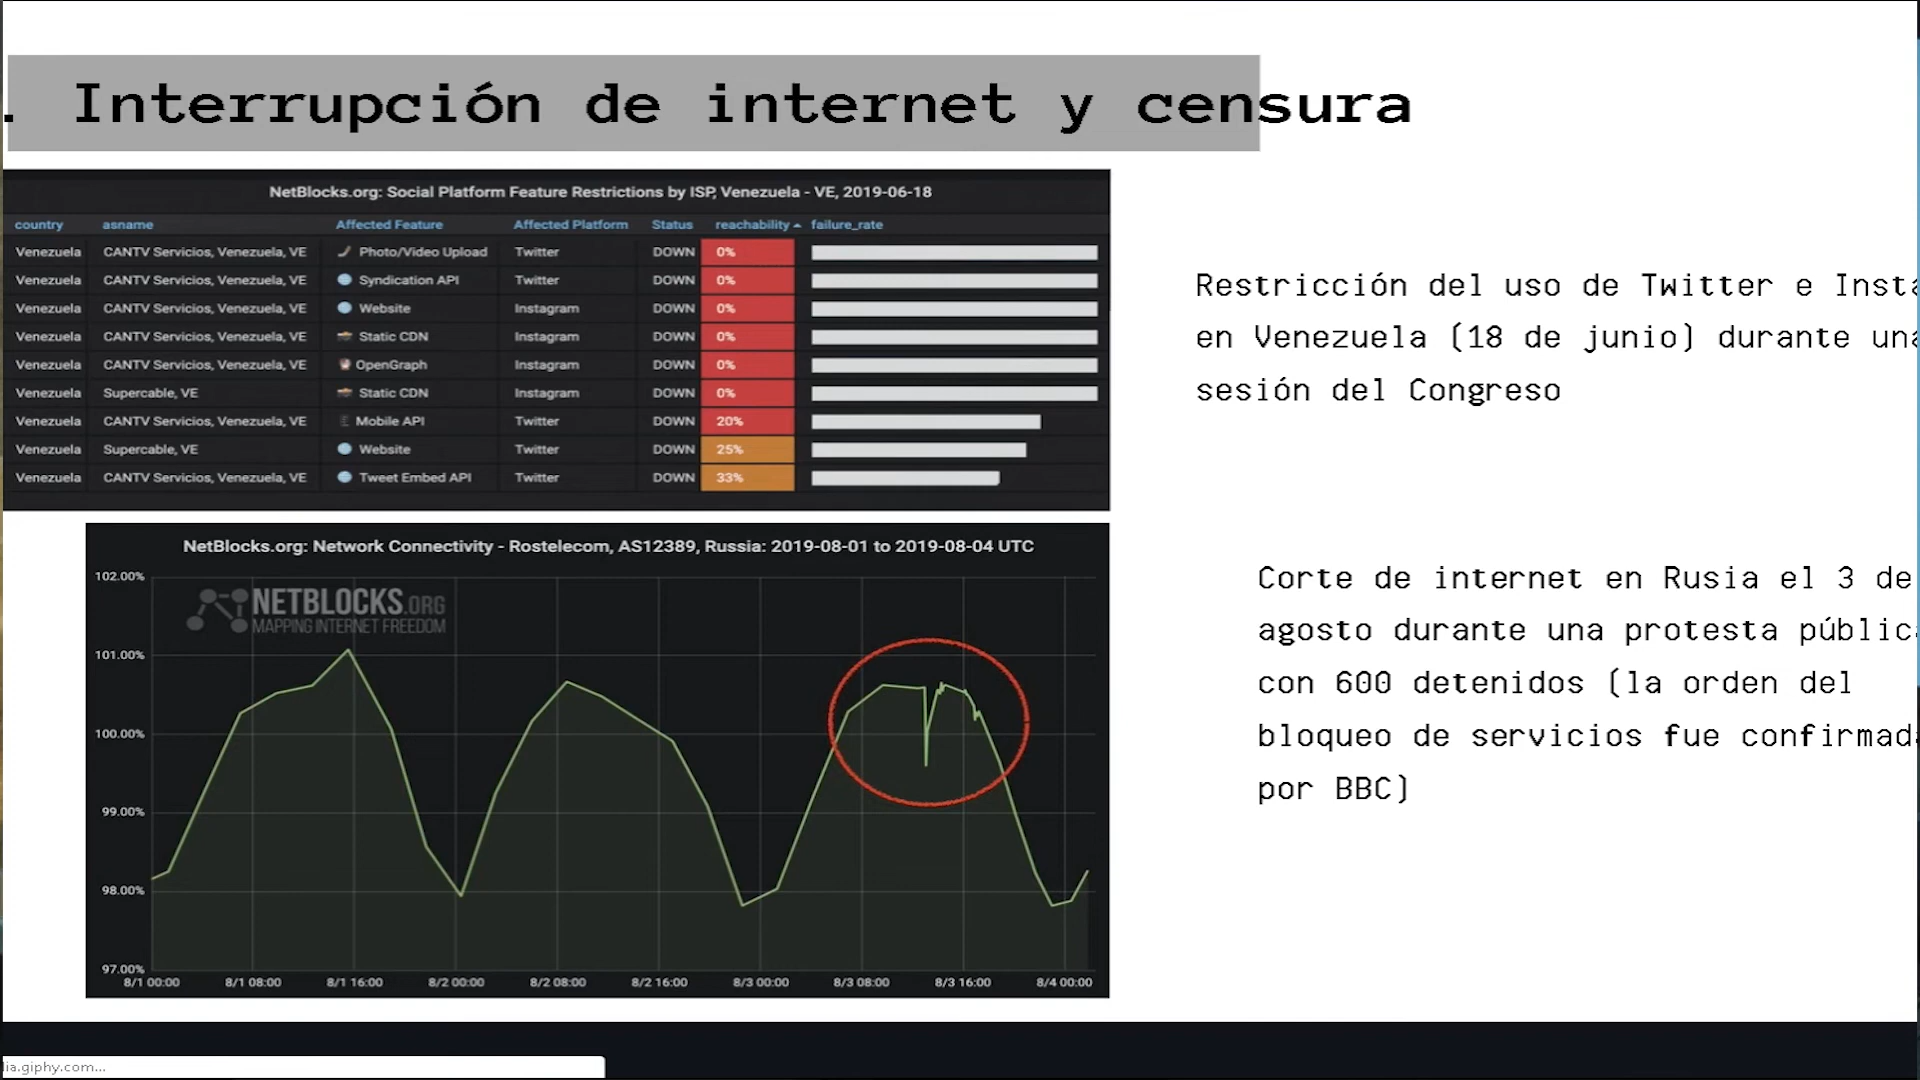 . Interrupción de internet y censura
NetBlocks.org: Social Platform Feature Restrictions by ISP, Venezuela - VE, 2019-06-18
country asname Affected Feature Affected Platform Status reachability failure_rate
Venezuela CANTV Servicios, Venezuela, VE Photo/Video Upload Twitter DOWN 0%
Venezuela CANTV Servicios, Venezuela, VE Syndication API Twitter DOWN 0%
Venezuela CANTV Servicios, Venezuela, VE Website Instagram DOWN 0%
Venezuela CANTV Servicios, Venezuela, VE Static CDN Instagram DOWN 0%
Venezuela CANTV Servicios, Venezuela, VE OpenGraph Instagram DOWN 0%
Venezuela Supercable, VE Static CDN Instagram DOWN 0%
Venezuela CANTV Servicios, Venezuela, VE Mobile API Twitter DOWN 20%
Venezuela Supercable, VE Website Twitter DOWN 25%
Venezuela CANTV Servicios, Venezuela, VE Tweet Embed API Twitter DOWN 33%
Restricción del uso de Twitter e
en Venezuela (18 de junio) durante
sesión del Congreso
NetBlocks.org: Network Connectivity - Rostelecom, AS12389, Russia: 2019-08-01 to 2019-08-04 UTC
NETBLOCKS.ORG
MAPPING INTERNET FREEDOM
102.00%
101.00%
100.00%
99.00%
98.00%
97.00%
8/1 00:00 8/1 08:00 8/1 16:00 8/2 00:00 8/2 08:00 8/2 16:00 8/3 00:00 8/3 08:00 8/3 16:00 8/4 00:00
Corte de internet en Rusia el 3 de
agosto durante una protesta
con 600 detenidos (la orden del
bloqueo de servicios fue
por BBC)
lia.giphy.com...